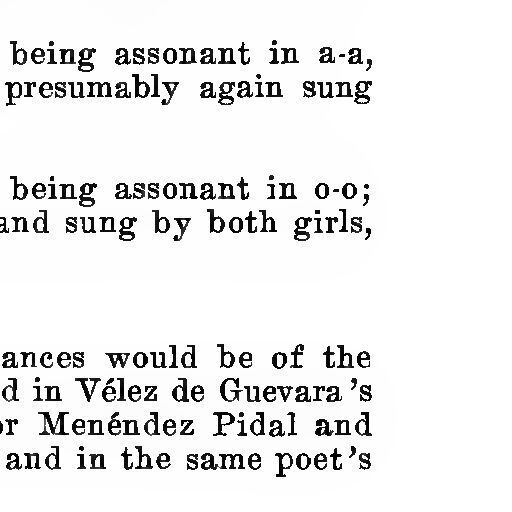 being assonant in a-a,
presumably again sung
being assonant in o-o;
and sung by both girls,
ances would be of the
d in Vélez de Guevara's
or Menéndez Pidal and
and in the same poet's